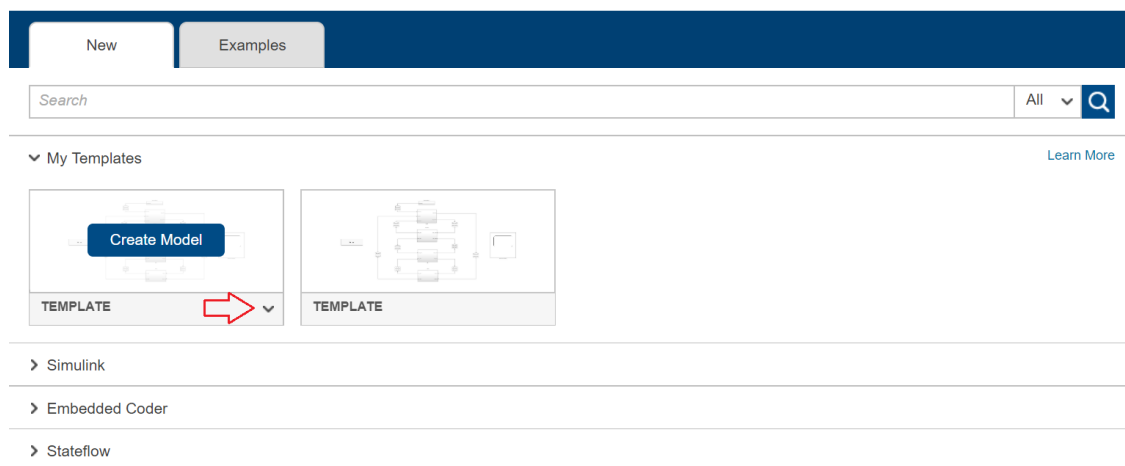 New Examples
Search All
My Templates Learn More
Create Model
TEMPLATE TEMPLATE
Simulink
Embedded Coder
Stateflow